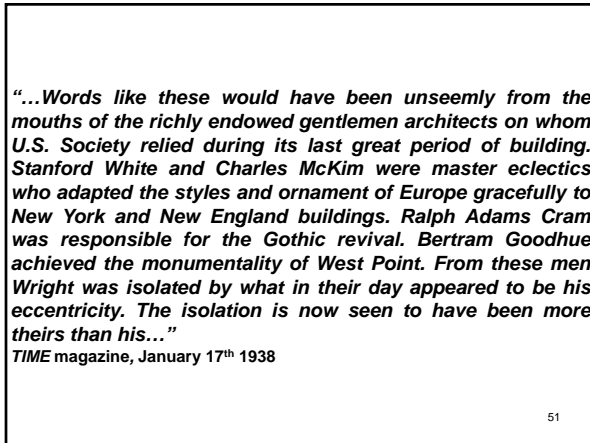 “…Words like these would have been unseemly from the
mouths of the richly endowed gentlemen architects on whom
U.S. Society relied during its last great period of building.
Stanford White and Charles McKim were master eclectics
who adapted the styles and ornament of Europe gracefully to
New York and New England buildings. Ralph Adams Cram
was responsible for the Gothic revival. Bertram Goodhue
achieved the monumentality of West Point. From these men
Wright was isolated by what in their day appeared to be his
eccentricity. The isolation is now seen to have been more
theirs than his…”
TIME magazine, January 17th 1938
51